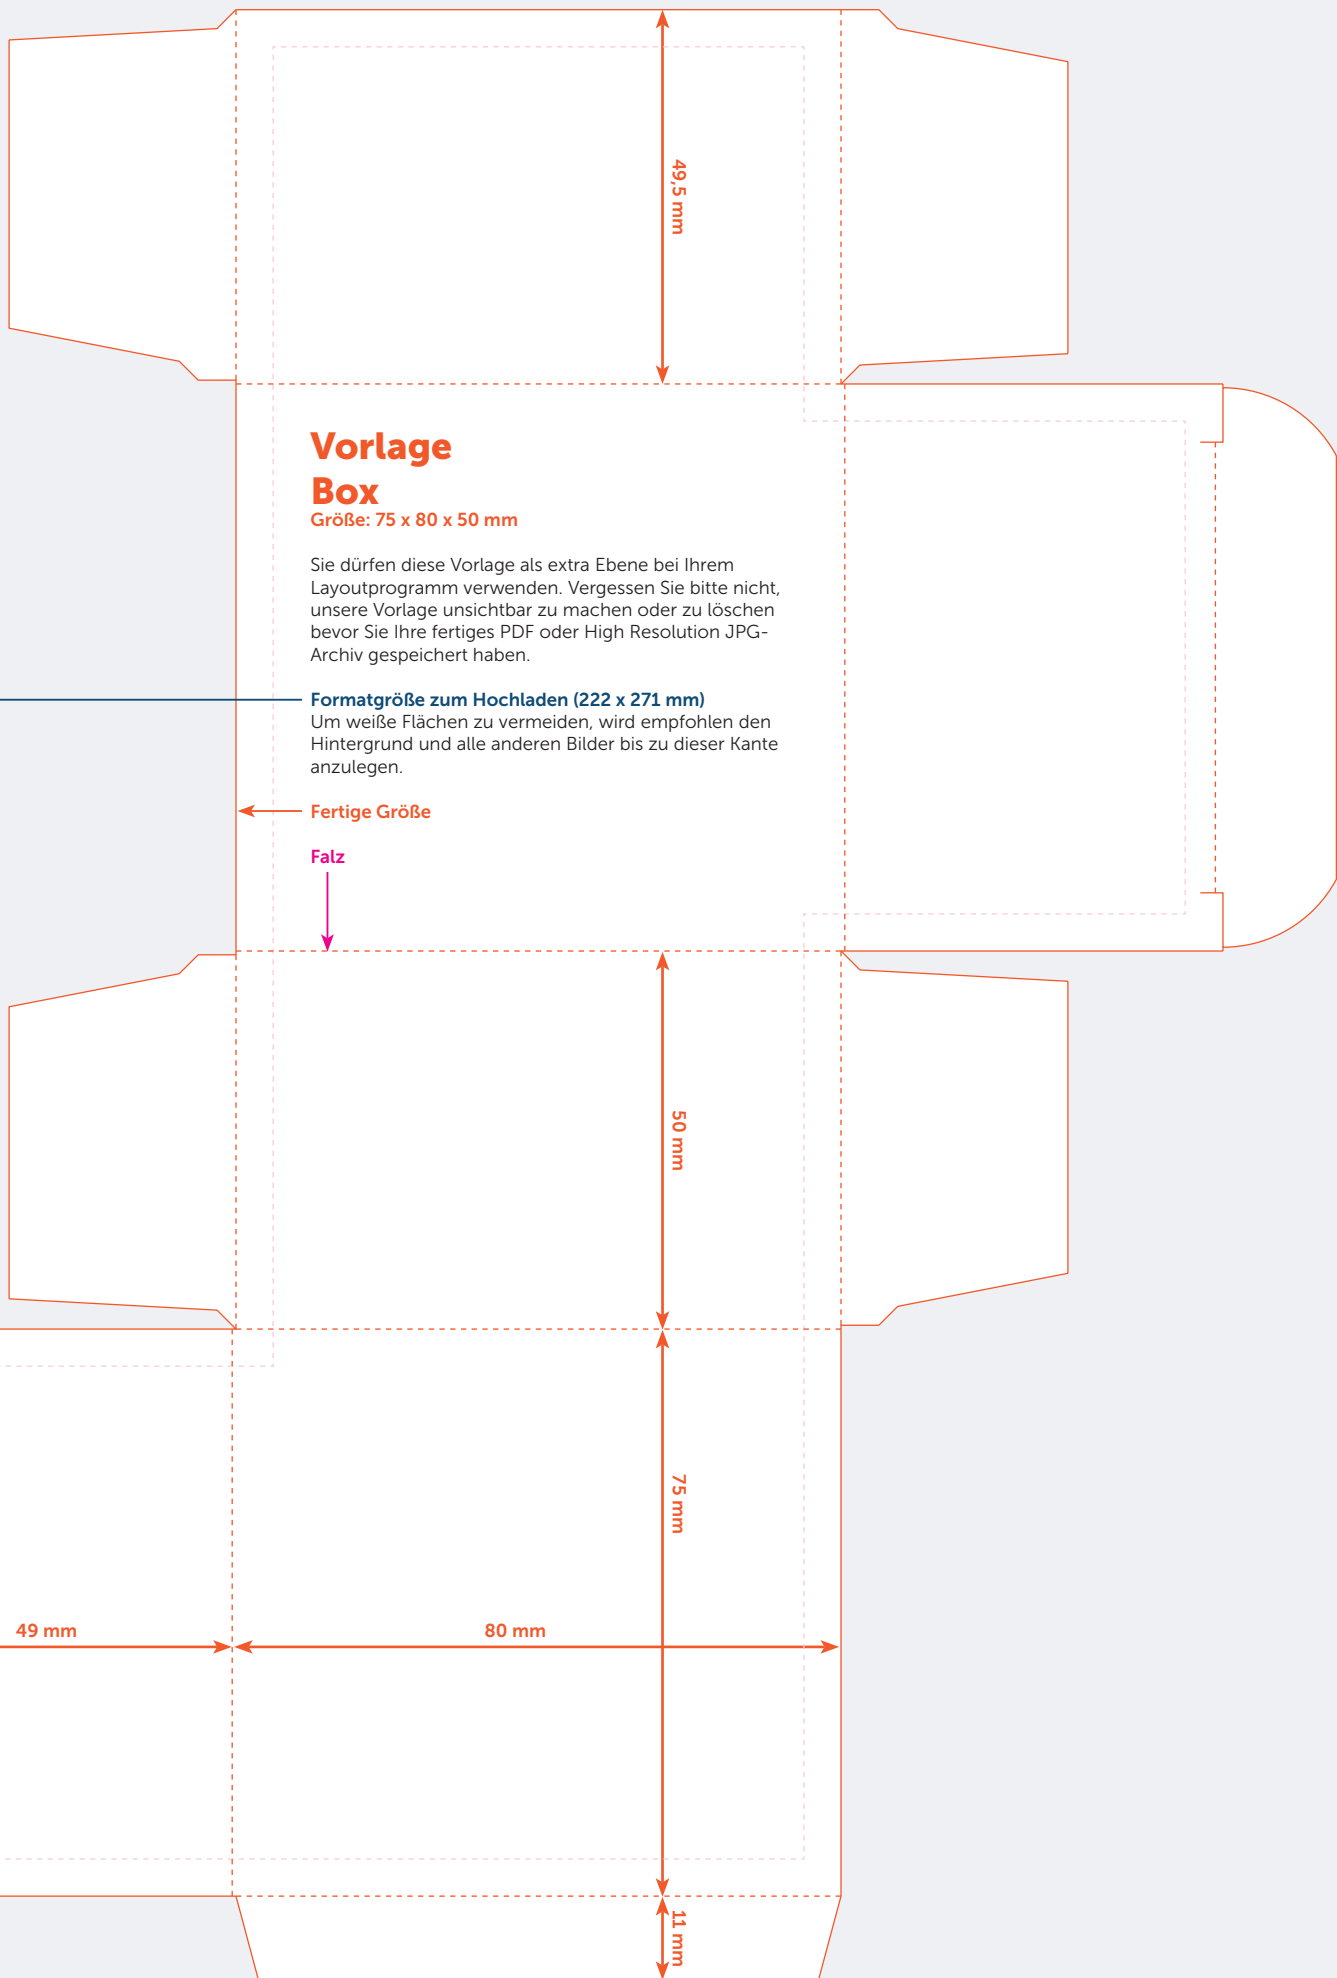 49,5 mm
Vorlage
Box
Größe: 75 x 80 x 50 mm
Sie dürfen diese Vorlage als extra Ebene bei Ihrem
Layoutprogramm verwenden. Vergessen Sie bitte nicht,
unsere Vorlage unsichtbar zu machen oder zu löschen
bevor Sie Ihre fertiges PDF oder High Resolution JPG-
Archiv gespeichert haben.
Formatgröße zum Hochladen (222 x 271 mm)
Um weiße Flächen zu vermeiden, wird empfohlen den
Hintergrund und alle anderen Bilder bis zu dieser Kante
anzulegen.
Fertige Größe
Falz
50 mm
75 mm
49 mm
80 mm
11 mm